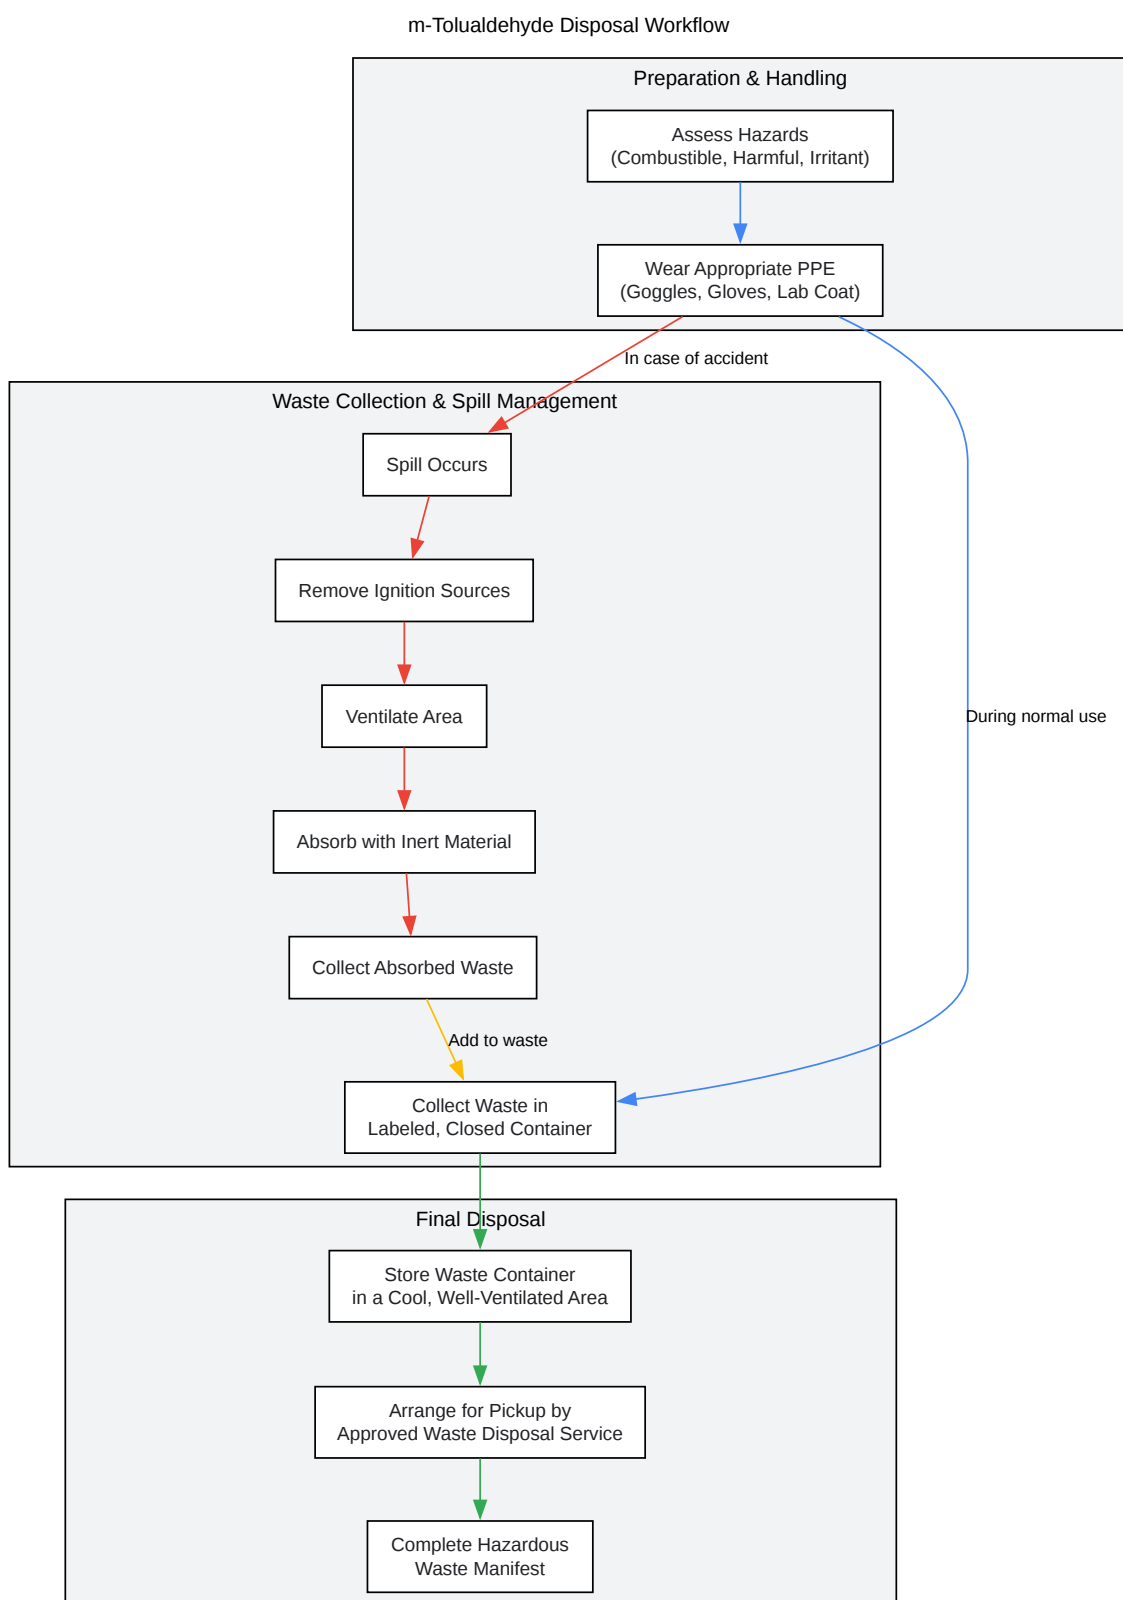 m-Tolualdehyde Disposal Workflow
Preparation & Handling
Assess Hazards
(Combustible, Harmful, Irritant)
Wear Appropriate PPE
(Goggles, Gloves, Lab Coat)
In case of accident
Waste Collection & Spill Management
Spill Occurs
Remove Ignition Sources
Ventilate Area
During normal use
Absorb with Inert Material
Collect Absorbed Waste
Add to waste
Collect Waste in
Labeled, Closed Container
Final Disposal
Store Waste Container
in a Cool, Well-Ventilated Area
Arrange for Pickup by
Approved Waste Disposal Service
Complete Hazardous
Waste Manifest